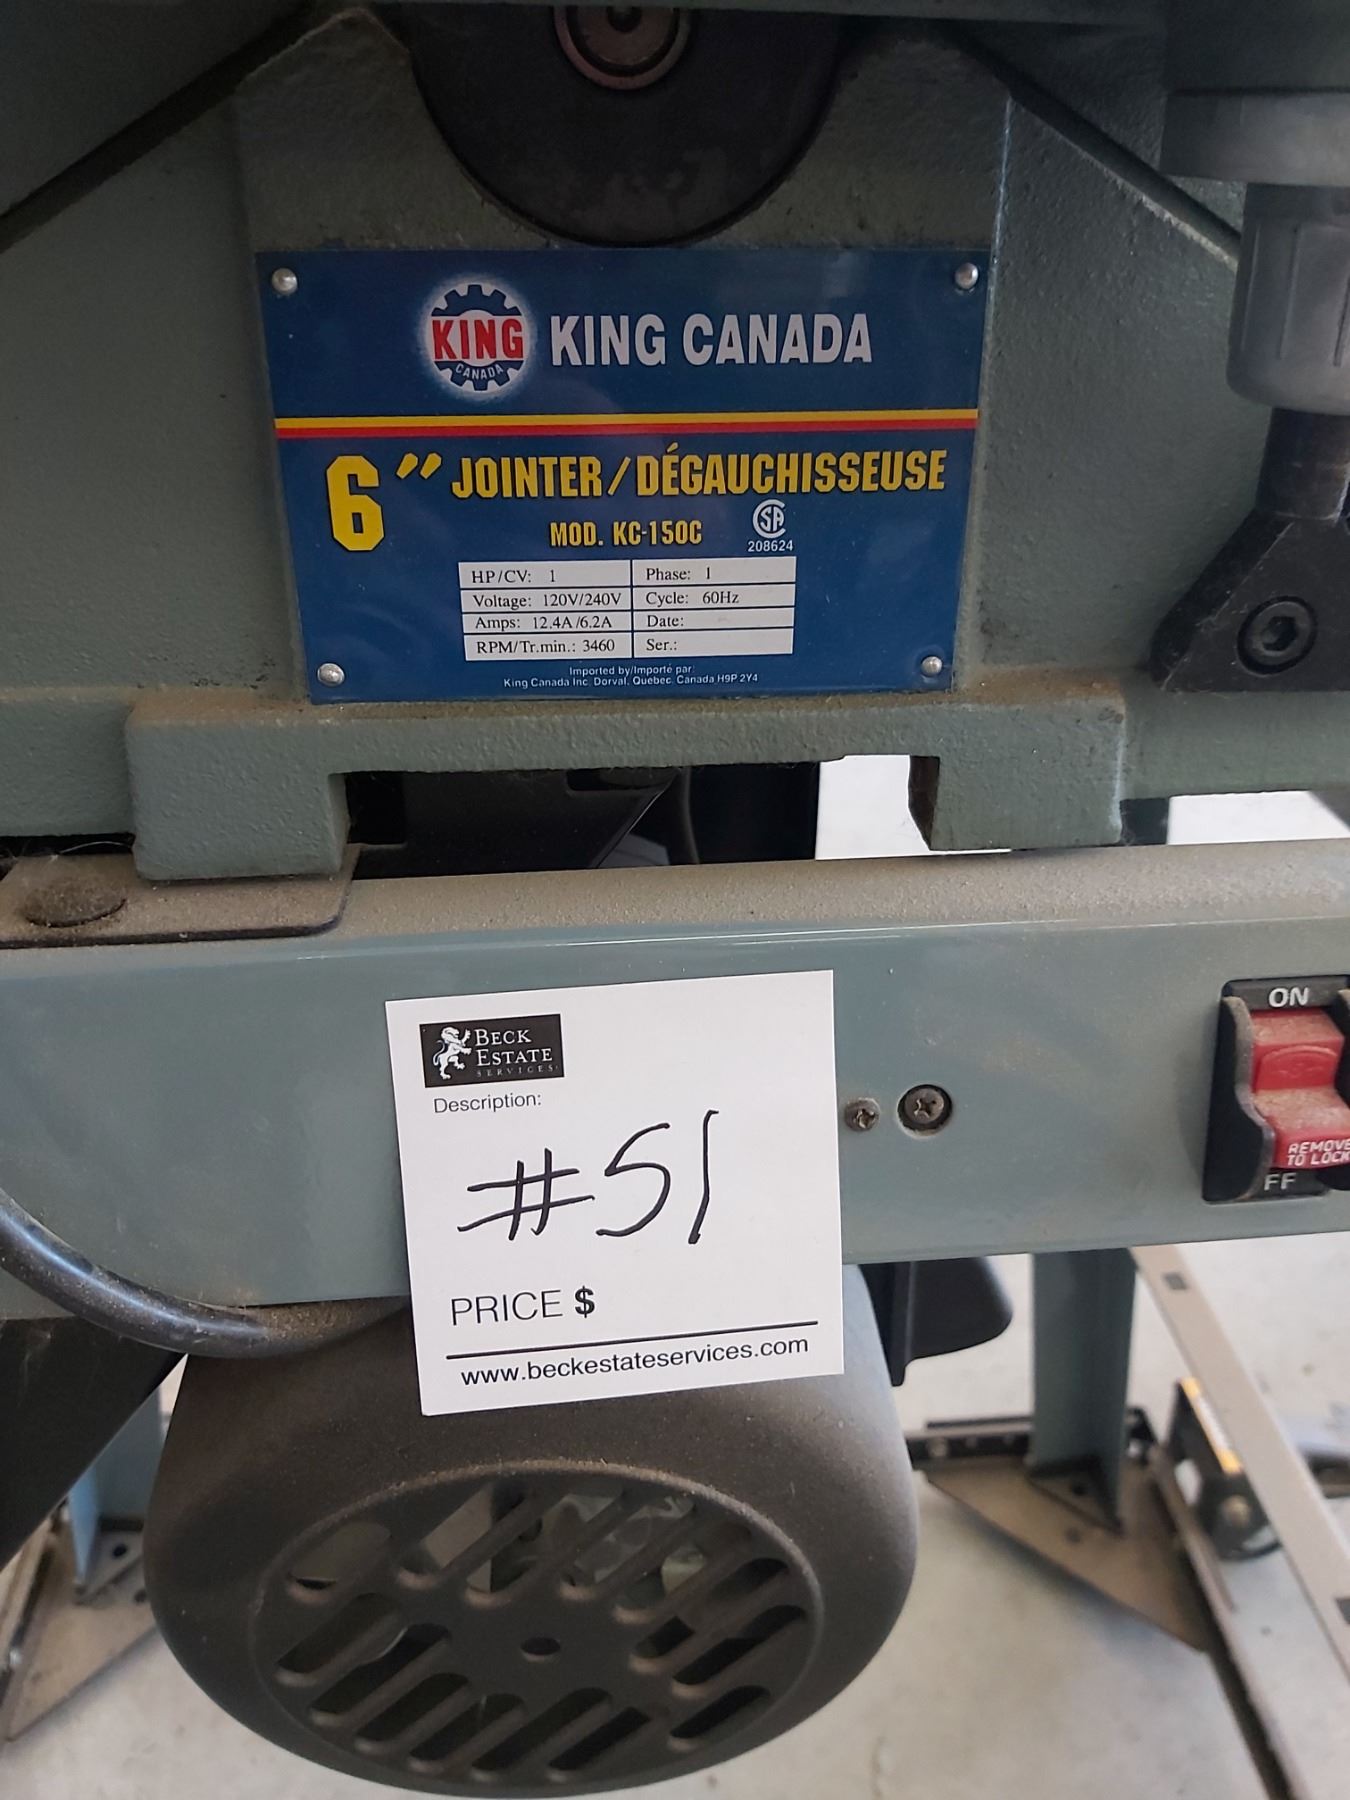 KING
CANADA
KING CANADA
6" JOINTER/DÉGAUCHISSEUSE
MOD. KC-150C
SA
208624
HP/CV: 1 Phase: 1
Voltage: 120V/240V Cycle: 60Hz
Amps: 12.4A/6.2A Date:
RPM/Tr.min.: 3460 Ser.:
Imported by/Importé par:
King Canada Inc. Dorval, Quebec, Canada H9P 2Y4
BECK
ESTATE
SERVICES
Description:
#51
PRICE $
www.beckestateservices.com
ON
REMOVE
TO LOCK
FF